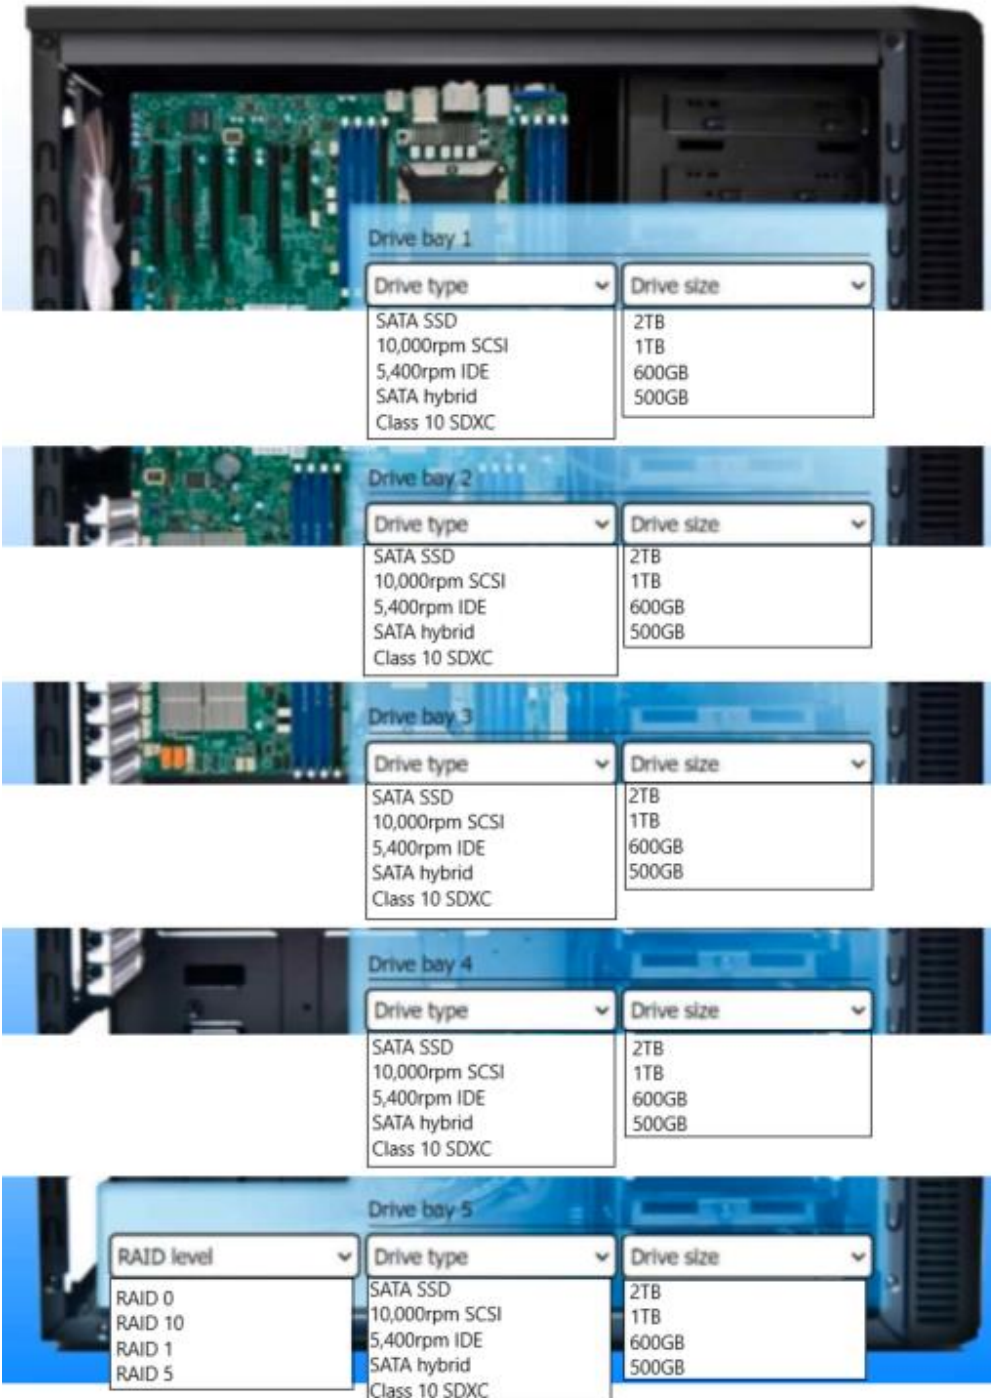 Drive bay 1
Drive type Drive size
SATA SSD 2TB
10,000rpm SCSI 1TB
5,400rpm IDE 600GB
SATA hybrid 500GB
Class 10 SDXC
Drive bay 2
Drive type Drive size
SATA SSD 2TB
10,000rpm SCSI 1TB
5,400rpm IDE 600GB
SATA hybrid 500GB
Class 10 SDXC
Drive bay 3
Drive type Drive size
SATA SSD 2TB
10,000rpm SCSI 1TB
5,400rpm IDE 600GB
SATA hybrid 500GB
Class 10 SDXC
Drive bay 4
Drive type Drive size
SATA SSD 2TB
10,000rpm SCSI 1TB
5,400rpm IDE 600GB
SATA hybrid 500GB
Class 10 SDXC
Drive bay 5
RAID level Drive type Drive size
RAID 0 SATA SSD 2TB
RAID 10 10,000rpm SCSI 1TB
RAID 1 5,400rpm IDE 600GB
RAID 5 SATA hybrid 500GB
Class 10 SDXC